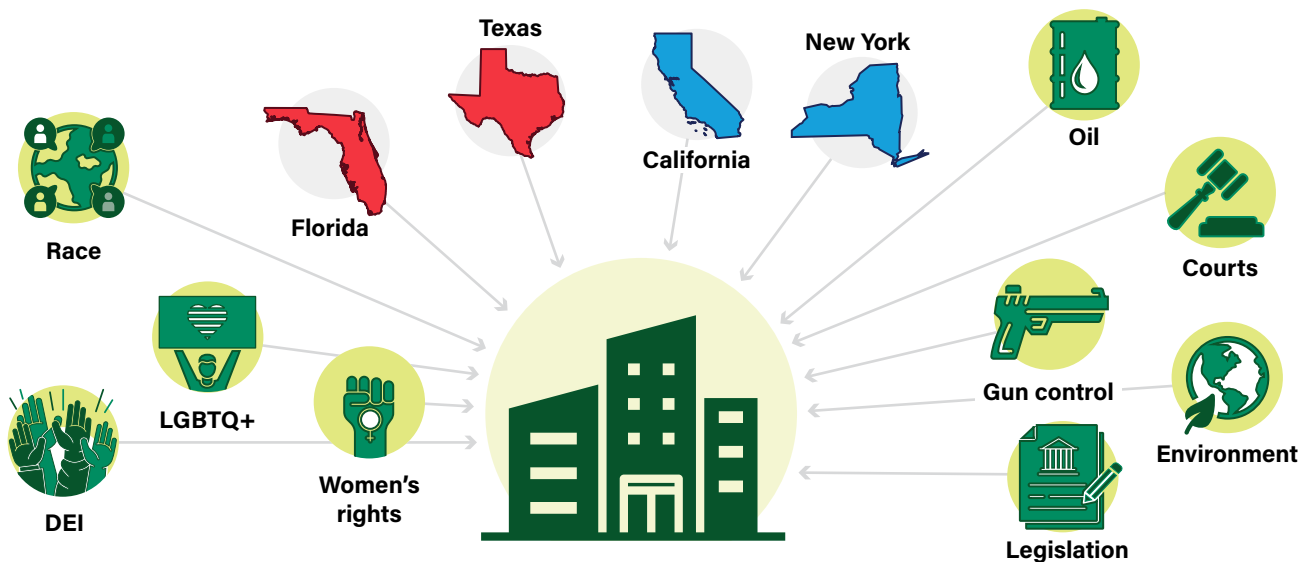 Texas
New York
California
Oil
Florida
Race
Courts
Gun control
LGBTQ+
Environment
Women's
rights
DEI
Legislation